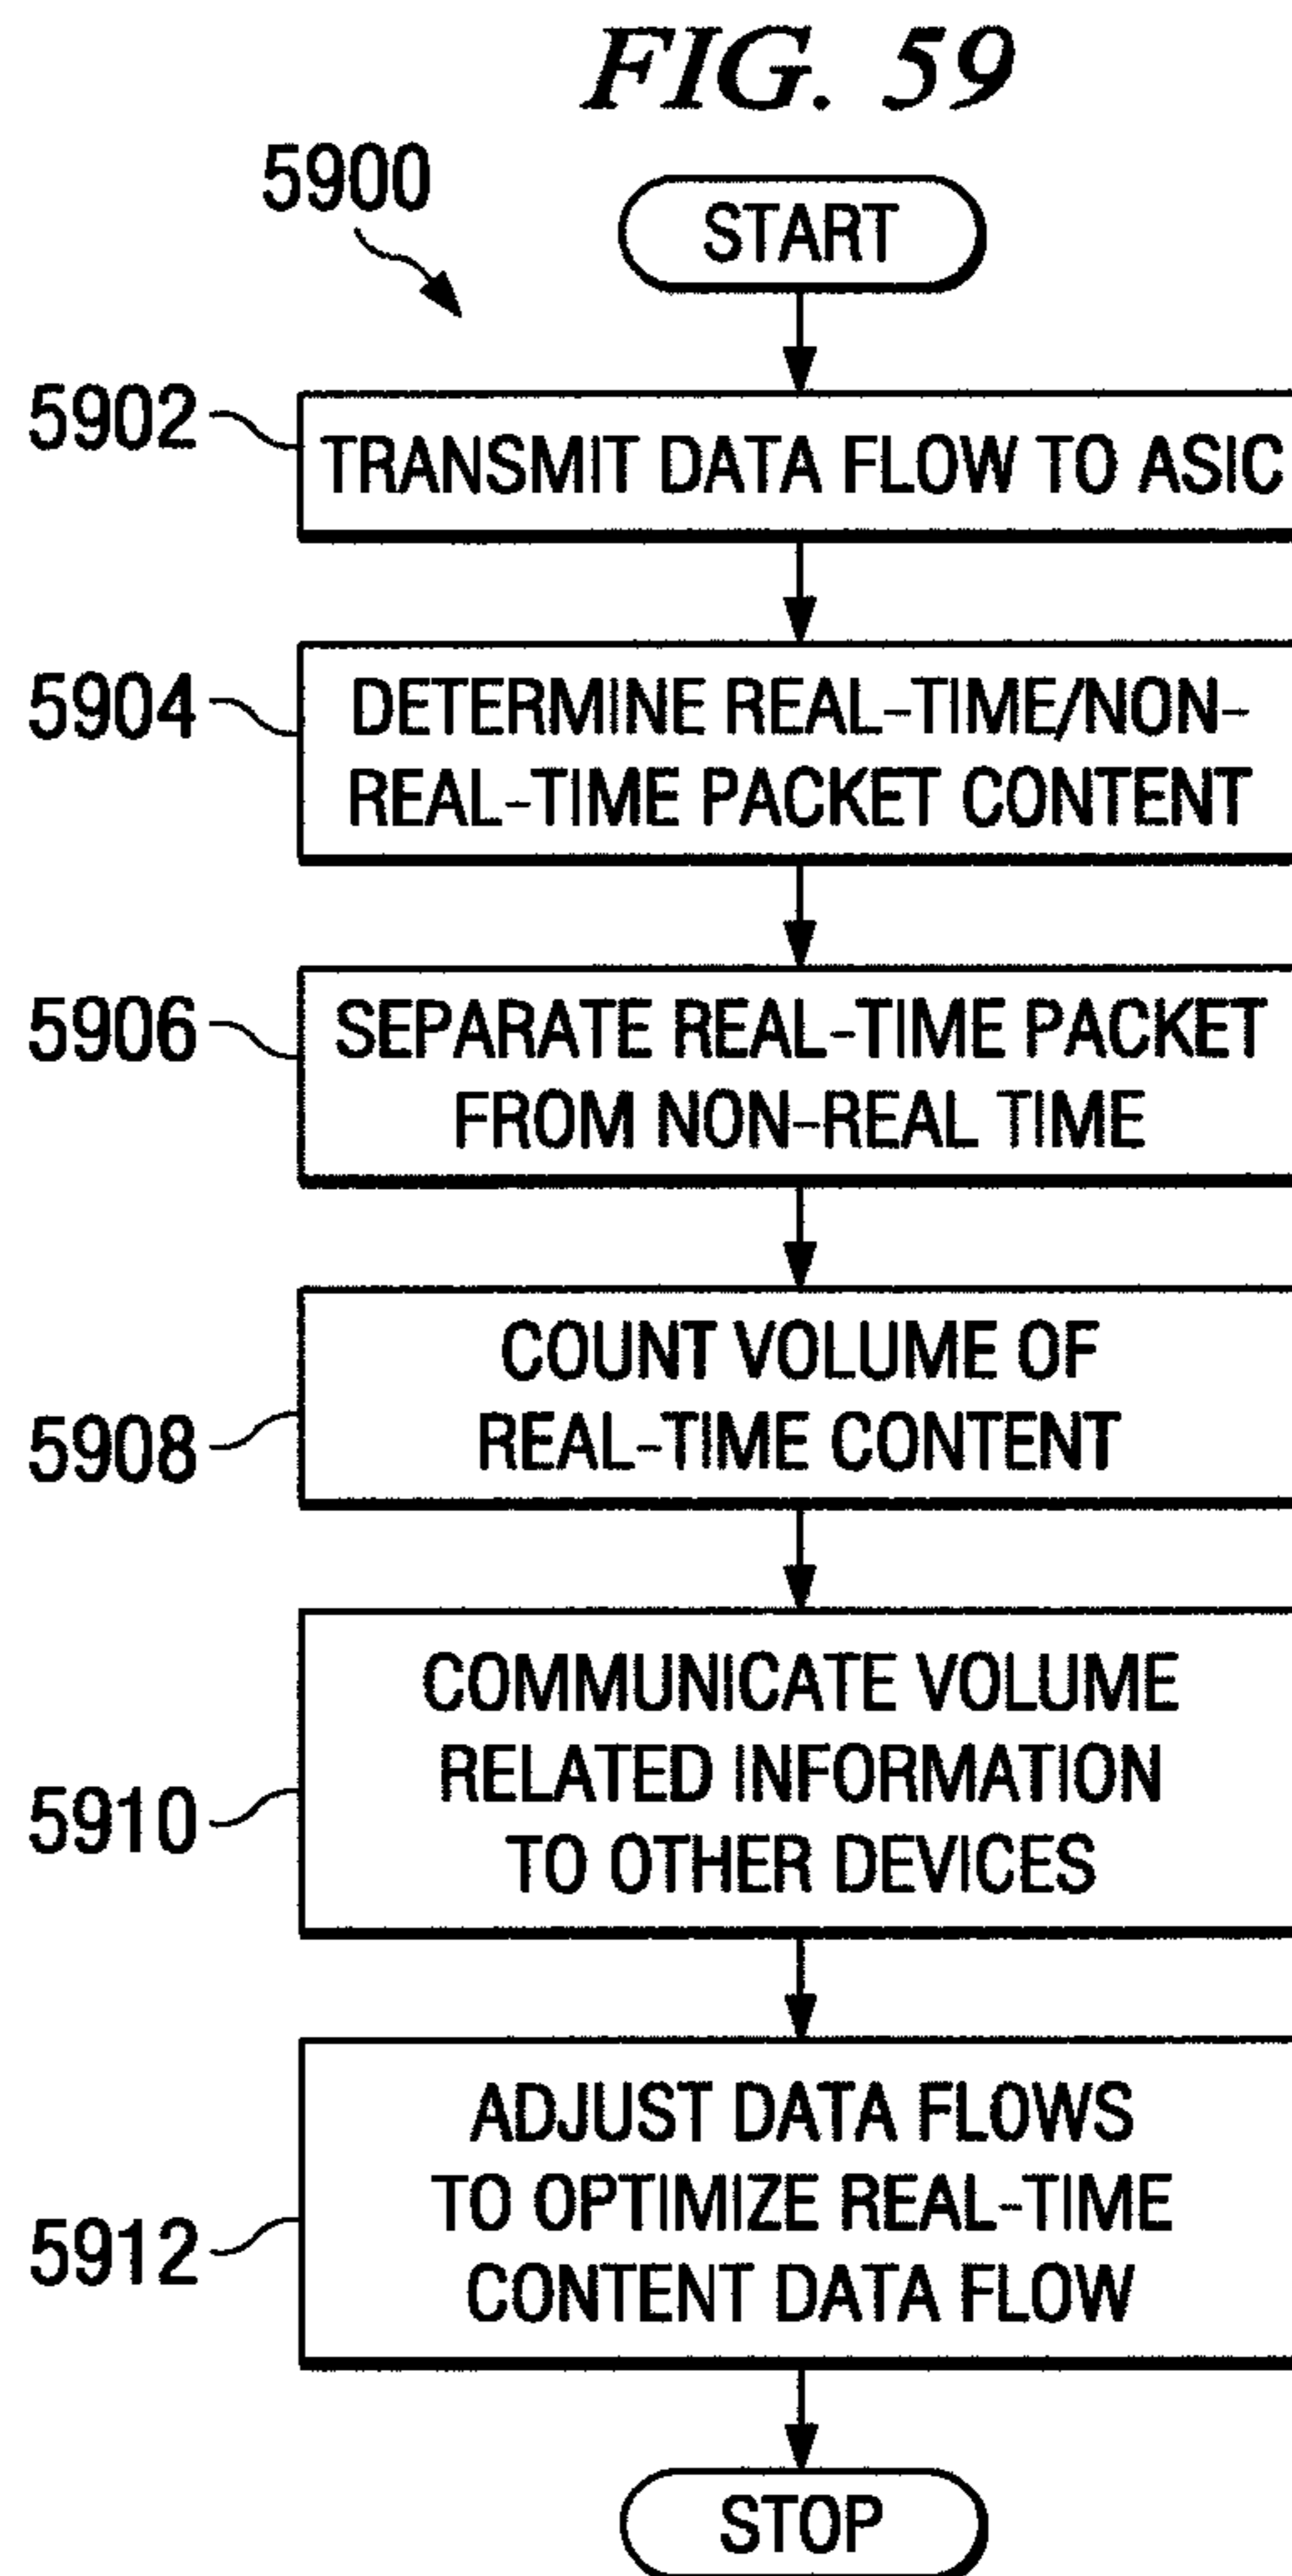 FIG. 59
5900
START
5902
TRANSMIT DATA FLOW TO ASIC
5904
DETERMINE REAL-TIME/NON-
REAL-TIME PACKET CONTENT
5906
SEPARATE REAL-TIME PACKET
FROM NON-REAL TIME
5908
COUNT VOLUME OF
REAL-TIME CONTENT
5910
COMMUNICATE VOLUME
RELATED INFORMATION
TO OTHER DEVICES
5912
ADJUST DATA FLOWS
TO OPTIMIZE REAL-TIME
CONTENT DATA FLOW
STOP